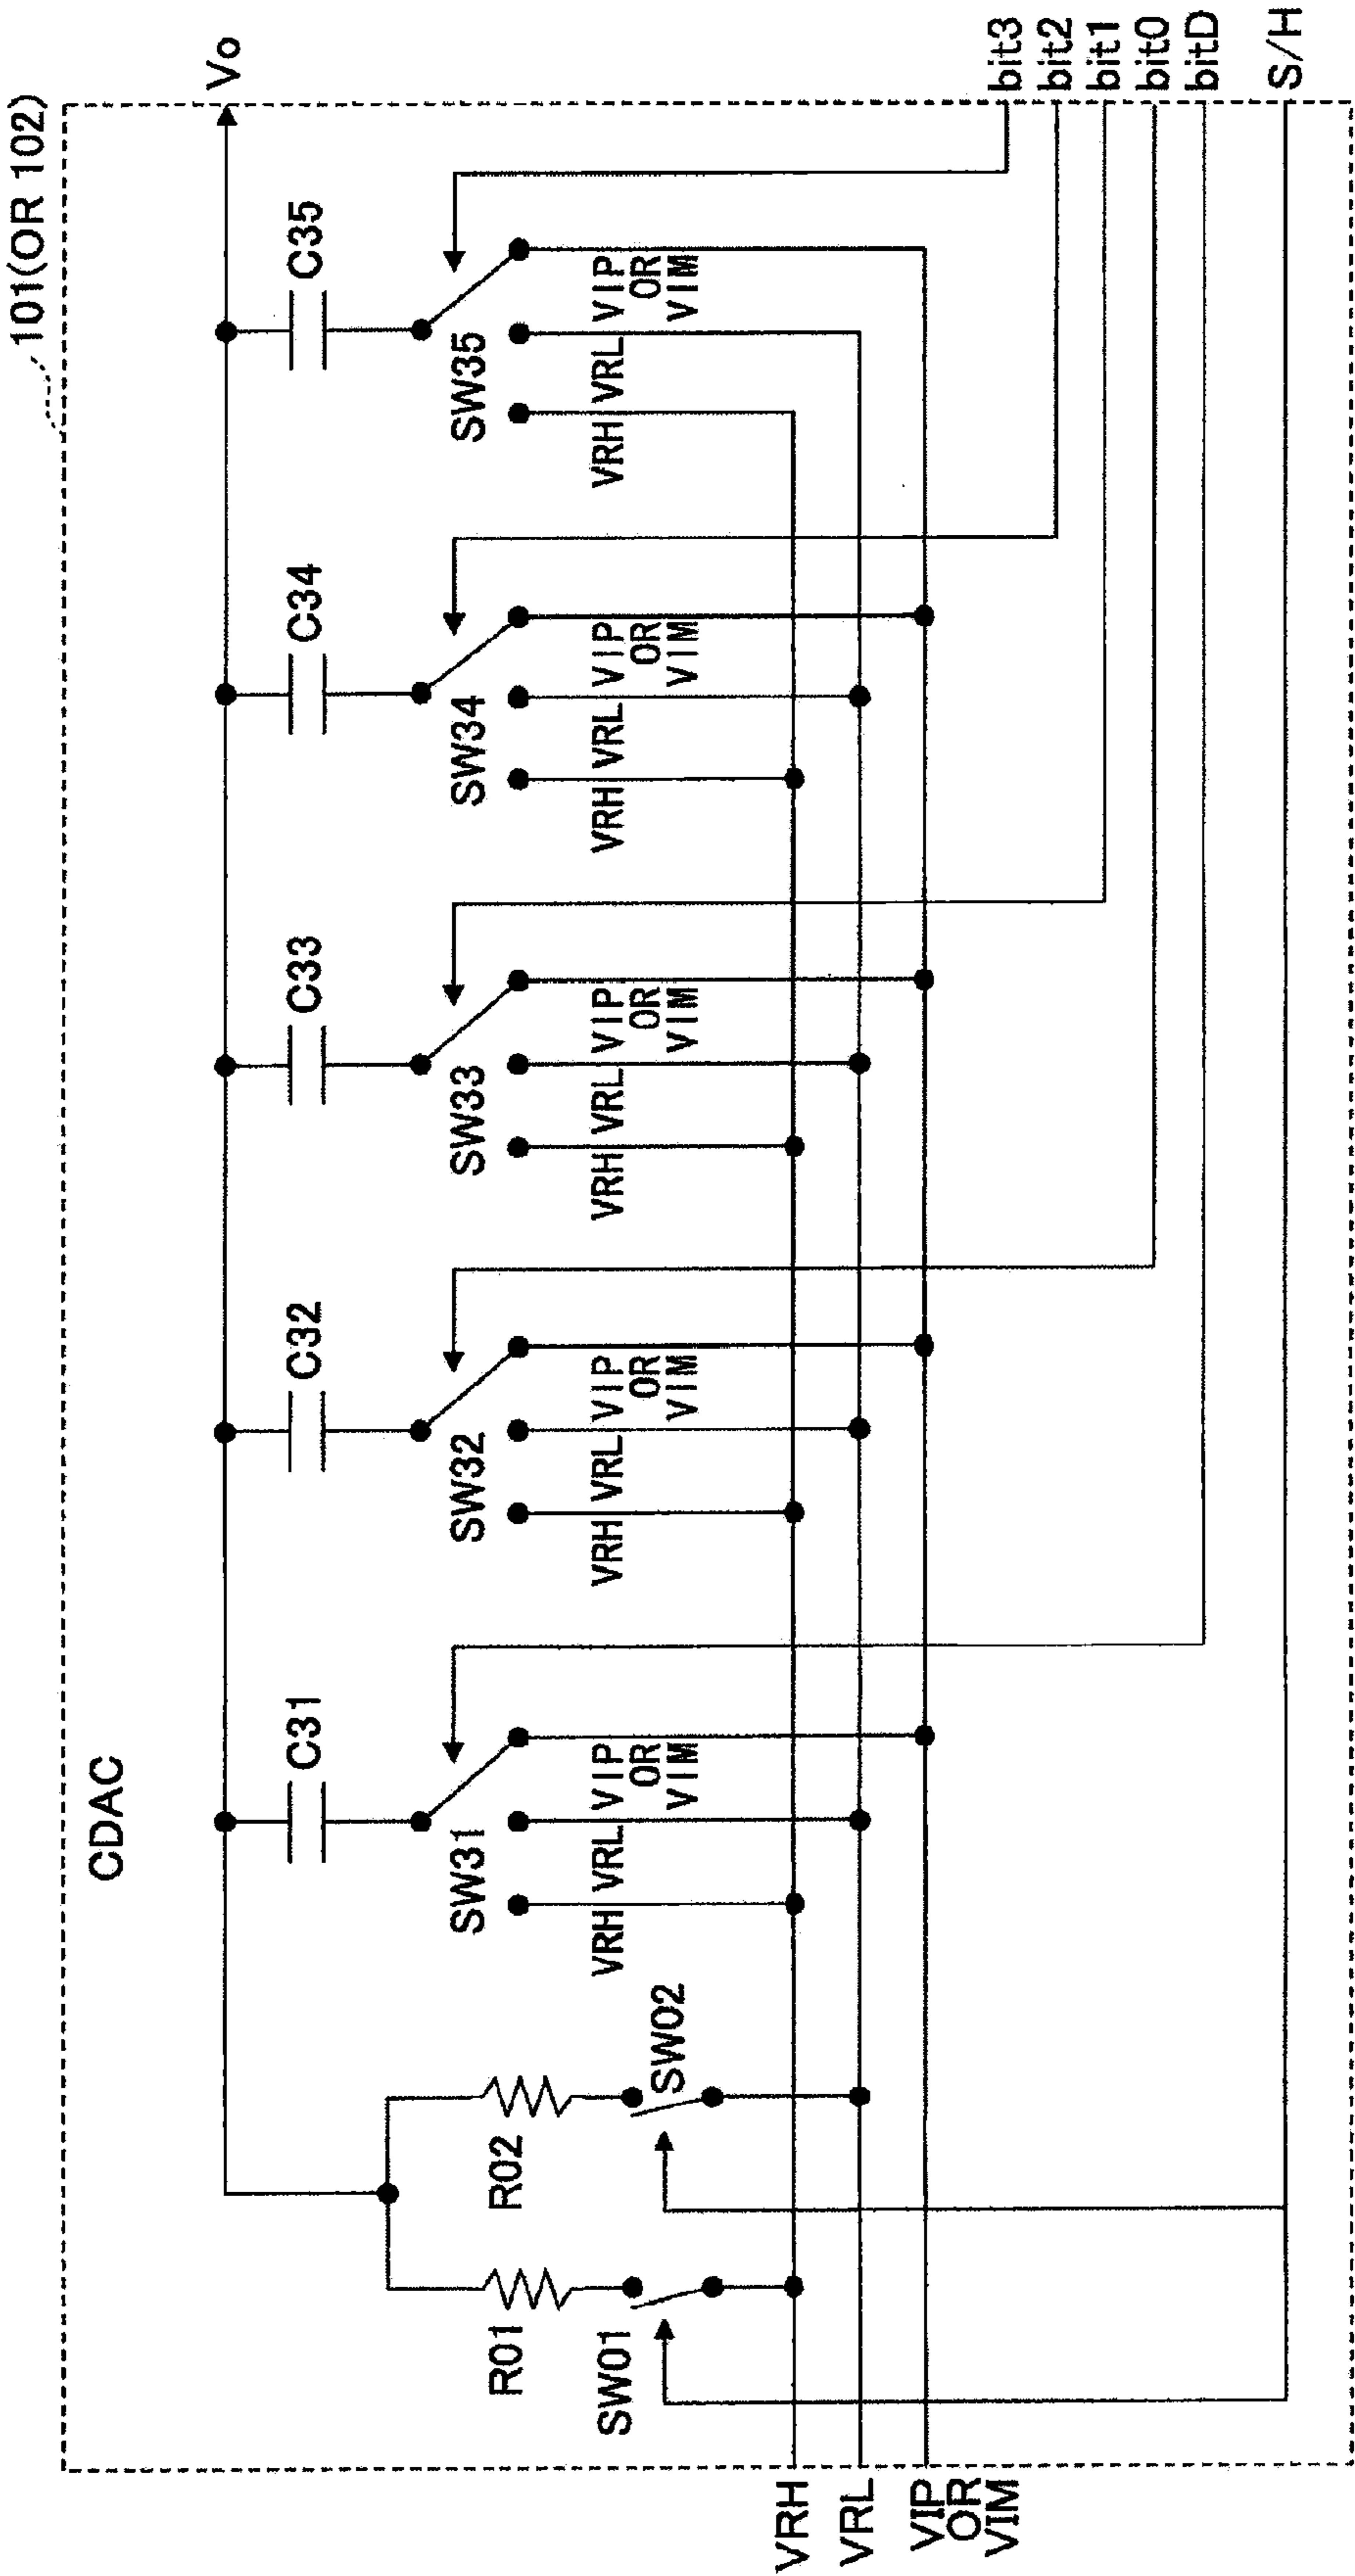 101(OR 102)
CDAC
Vo
C31
C32
C33
C34
C35
R01
R02
SW01
SW02
SW31
SW32
SW33
SW34
SW35
VRH
VRL
VIP
OR
VIM
VRH
VRL
VIP
OR
VIM
VRH
VRL
VIP
OR
VIM
VRH
VRL
VIP
OR
VIM
VRH
VRL
VIP
OR
VIM
VRH
VRL
VIP
OR
VIM
bit3
bit2
bit1
bit0
bitD
S/H